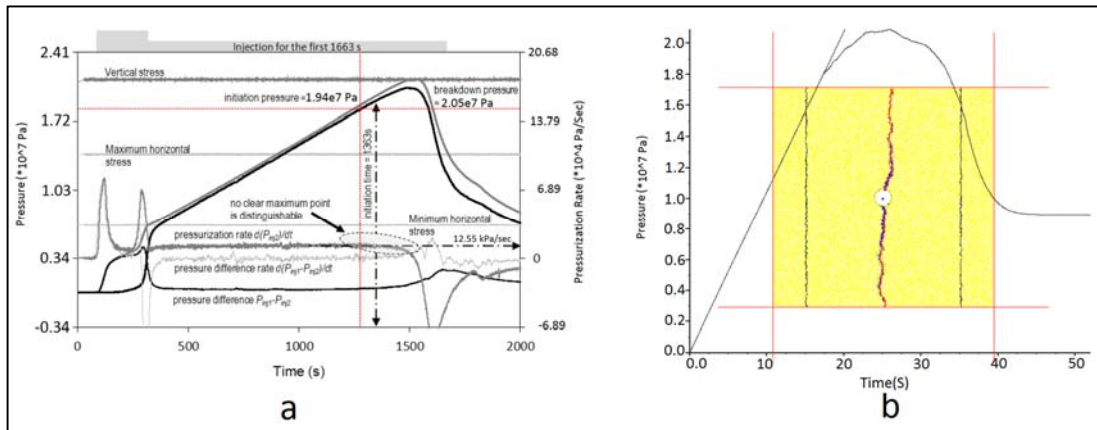 Injection for the first 1663 s
2.41
20.68
Vertical stress
initiation pressure =1.94e7 Pa
breakdown pressure
= 2.05e7 Pa
1.72
13.79
Maximum horizontal
stress
initiation time = 1363s
1.03
6.89
no clear maximum point
is distinguishable
Minimum horizontal
stress
12.55 kPa/sec
pressurization rate d(Pinj2)/dt
0.34
0
pressure difference rate d(Pinj1-Pinj2)/dt
pressure difference Pinj1-Pinj2
-0.34
-6.89
0
500
1000
1500
2000
Time (s)
Pressure (*10^7 Pa)
Pressurization Rate (*10^4 Pa/Sec)
a
2.0
1.8
1.6
1.4
1.2
1.0
0.8
0.6
0.4
0.2
0.0
0.0
10
20
30
40
50
Pressure(*10^7 Pa)
Time(S)
b